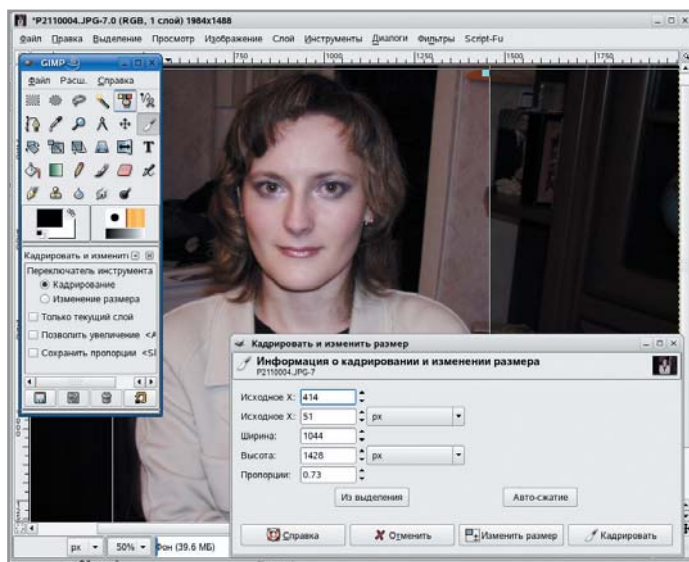 *P2110004.JPG-7.0 (RGB, 1 слой) 1984x1488
Файл Правка Выделение Просмотр Изображение Слой Инструменты Диалоги Фильтры Script-Fu
750 1000 1250 1500 1750
GIMP
Файл Расш. Справка
Кадрировать и изменит
Переключатель инструмента
Кадрирование
Изменение размера
Только текущий слой
Позволить увеличение <A
Сохранить пропорции <SI
Кадрировать и изменить размер
Информация о кадрировании и изменении размера
P2110004.JPG-7
Исходное X: 414
Исходное X: 51 px
Ширина: 1044
Высота: 1428 px
Пропорции: 0.73
Из выделения Авто-сжатие
Справка Отменить Изменить размер Кадрировать
px 50% Фон (39.6 МБ)